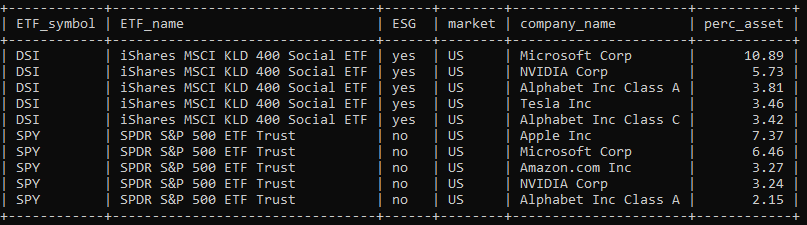 +------------+--------------------------------+-----+--------+----------------------+------------+
| ETF_symbol | ETF_name                       | ESG | market | company_name         | perc_asset |
+------------+--------------------------------+-----+--------+----------------------+------------+
| DSI        | iShares MSCI KLD 400 Social ETF | yes | US     | Microsoft Corp       |      10.89 |
| DSI        | iShares MSCI KLD 400 Social ETF | yes | US     | NVIDIA Corp          |       5.73 |
| DSI        | iShares MSCI KLD 400 Social ETF | yes | US     | Alphabet Inc Class A |       3.81 |
| DSI        | iShares MSCI KLD 400 Social ETF | yes | US     | Tesla Inc            |       3.46 |
| DSI        | iShares MSCI KLD 400 Social ETF | yes | US     | Alphabet Inc Class C |       3.42 |
| SPY        | SPDR S&P 500 ETF Trust         | no  | US     | Apple Inc            |       7.37 |
| SPY        | SPDR S&P 500 ETF Trust         | no  | US     | Microsoft Corp       |       6.46 |
| SPY        | SPDR S&P 500 ETF Trust         | no  | US     | Amazon.com Inc       |       3.27 |
| SPY        | SPDR S&P 500 ETF Trust         | no  | US     | NVIDIA Corp          |       3.24 |
| SPY        | SPDR S&P 500 ETF Trust         | no  | US     | Alphabet Inc Class A |       2.15 |
+------------+--------------------------------+-----+--------+----------------------+------------+